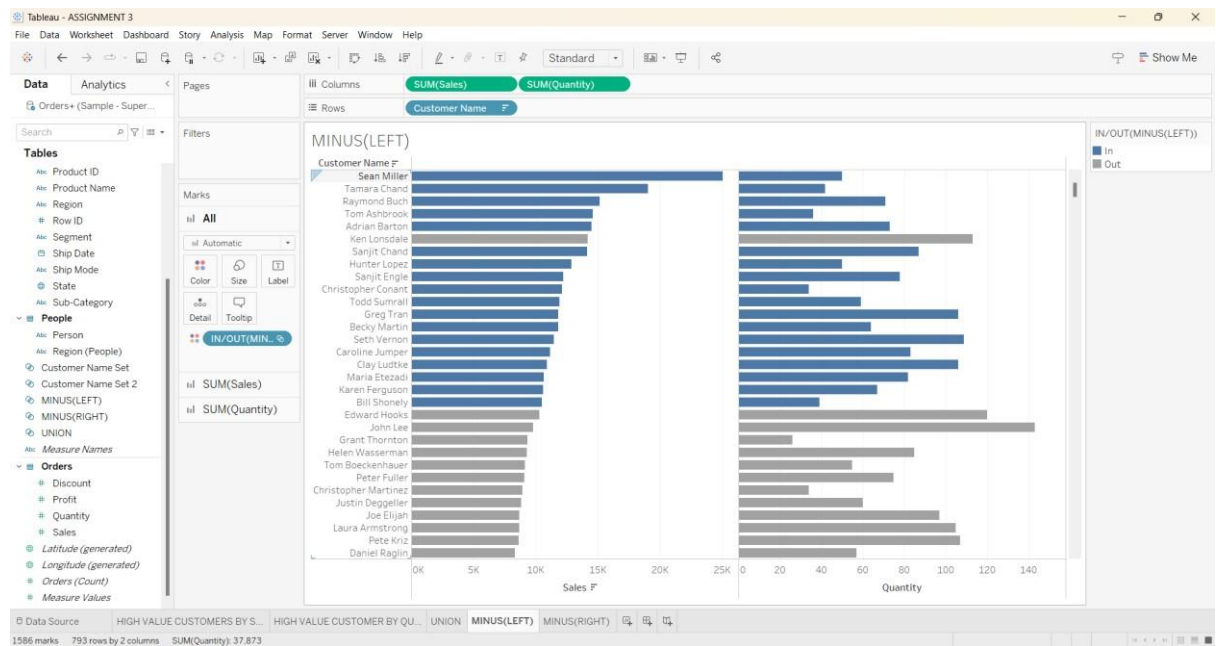 Tableau - ASSIGNMENT 3
File Data Worksheet Dashboard Story Analysis Map Format Server Window Help
Standard
Show Me
Data Analytics
Orders+ (Sample - Super...
Search
Tables
Abc Product ID
Abc Product Name
Abc Region
# Row ID
Abc Segment
Ship Date
Abc Ship Mode
State
Abc Sub-Category
People
Abc Person
Abc Region (People)
Customer Name Set
Customer Name Set 2
MINUS(LEFT)
MINUS(RIGHT)
UNION
Abc Measure Names
Orders
# Discount
# Profit
# Quantity
# Sales
Latitude (generated)
Longitude (generated)
# Orders (Count)
# Measure Values
Pages
Filters
Marks
All
Automatic
Color Size Label
Detail Tooltip
IN/OUT(MIN..
SUM(Sales)
SUM(Quantity)
Columns SUM(Sales) SUM(Quantity)
Rows Customer Name
MINUS(LEFT)
Customer Name
Sean Miller
Tamara Chand
Raymond Buch
Tom Ashbrook
Adrian Barton
Ken Lonsdale
Sanjit Chand
Hunter Lopez
Sanjit Engle
Christopher Conant
Todd Sumrall
Greg Tran
Becky Martin
Seth Vernon
Caroline Jumper
Clay Ludtke
Maria Etezadi
Karen Ferguson
Bill Shonely
Edward Hooks
John Lee
Grant Thornton
Helen Wasserman
Tom Boeckenhauer
Peter Fuller
Christopher Martinez
Justin Deggeller
Joe Elijah
Laura Armstrong
Pete Kriz
Daniel Raglin
0K 5K 10K 15K 20K 25K 0 20 40 60 80 100 120 140
Sales Quantity
IN/OUT(MINUS(LEFT))
In
Out
Data Source HIGH VALUE CUSTOMERS BY S... HIGH VALUE CUSTOMER BY QU... UNION MINUS(LEFT) MINUS(RIGHT)
1586 marks 793 rows by 2 columns SUM(Quantity): 37.873